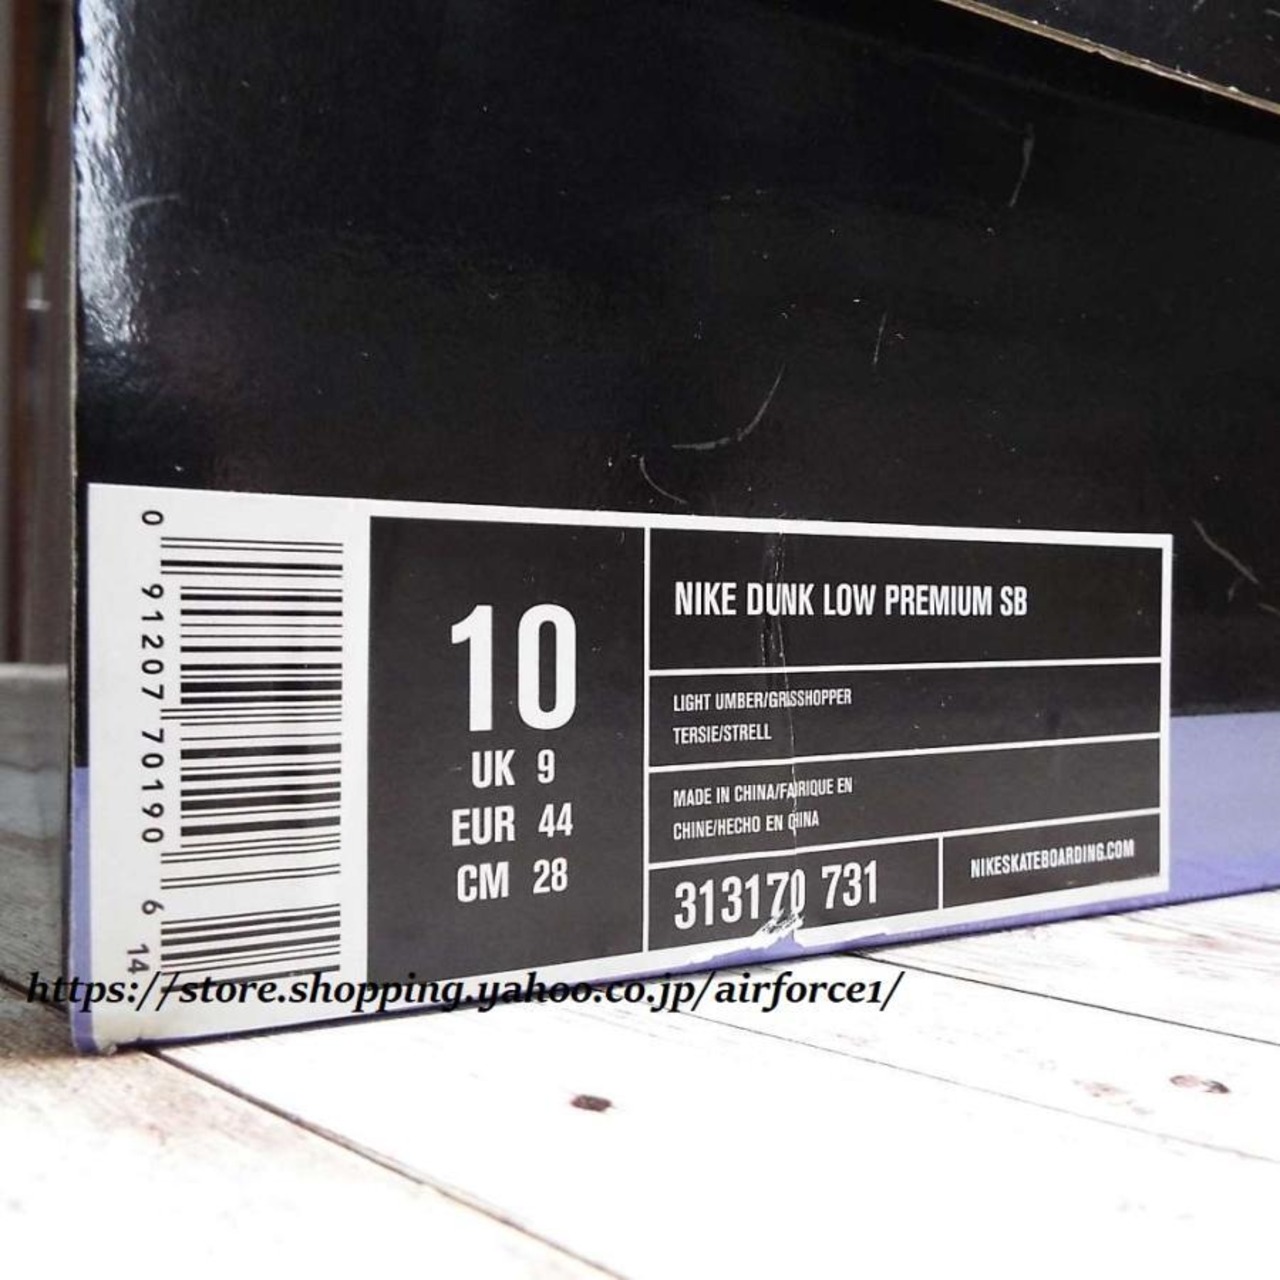 0 91207 70190 6 14
10
UK 9
EUR 44
CM 28
NIKE DUNK LOW PREMIUM SB
LIGHT UMBER/GRSSHOPPER
TERSIE/STRELL
MADE IN CHINA/FARIQUE EN
CHINE/HECHO EN CHINA
313170 731
NIKESKATEBOARDING.COM
https://store.shopping.yahoo.co.jp/airforce1/